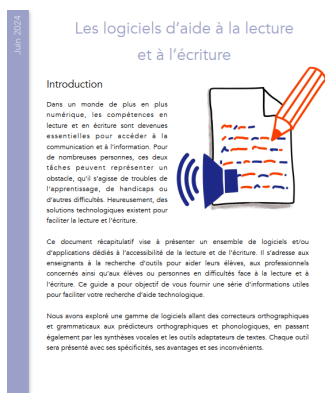 Juin 2024
Les logiciels d’aide à la lecture
et à l’écriture
Introduction
Dans un monde de plus en plus
numérique, les compétences en
lecture et en écriture sont devenues
essentielles pour accéder à la
communication et à l’information. Pour
de nombreuses personnes, ces deux
tâches peuvent représenter un
obstacle, qu’il s’agisse de troubles de
l’apprentissage, de handicaps ou
d’autres difficultés. Heureusement, des
solutions technologiques existent pour
faciliter la lecture et l’écriture.
Ce document récapitulatif vise à présenter un ensemble de logiciels et/ou
d’applications dédiés à l’accessibilité de la lecture et de l’écriture. Il s’adresse aux
enseignants à la recherche d’outils pour aider leurs élèves, aux professionnels
concernés ainsi qu’aux élèves ou personnes en difficultés face à la lecture et à
l’écriture. Ce guide a pour objectif de vous fournir une série d’informations utiles
pour faciliter votre recherche d’aide technologique.
Nous avons exploré une gamme de logiciels allant des correcteurs orthographiques
et grammaticaux aux prédicteurs orthographiques et phonologiques, en passant
également par les synthèses vocales et les outils adaptateurs de textes. Chaque outil
sera présenté avec ses spécificités, ses avantages et ses inconvénients.